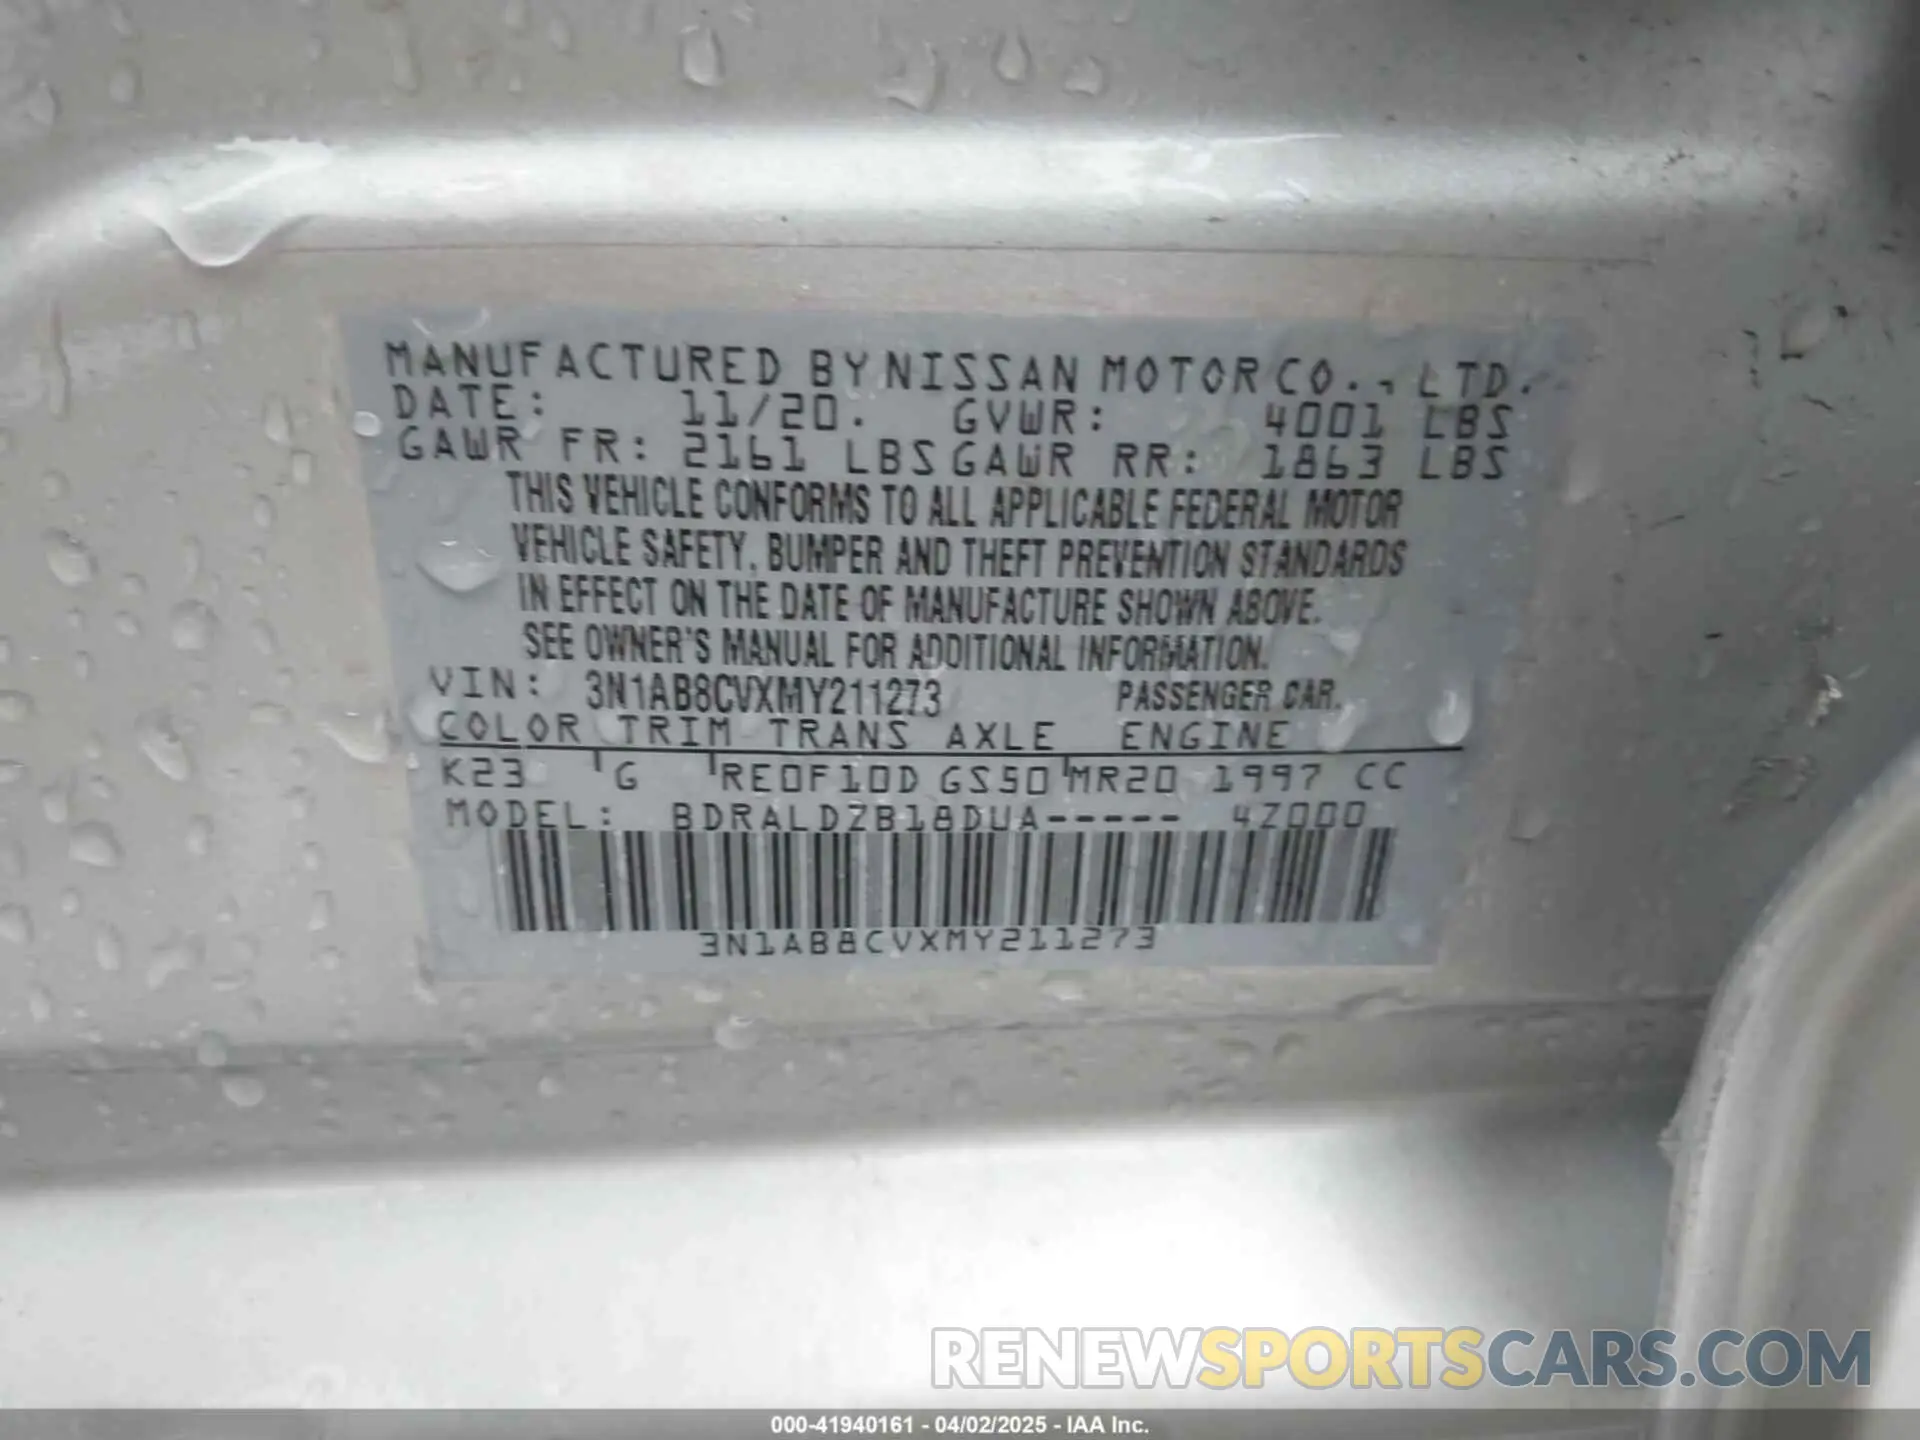 MANUFACTURED BY NISSAN MOTOR CO., LTD.
DATE: 11/20. GVWR: 4001 LBS
GAWR FR: 2161 LBS GAWR RR: 1863 LBS
THIS VEHICLE CONFORMS TO ALL APPLICABLE FEDERAL MOTOR
VEHICLE SAFETY, BUMPER AND THEFT PREVENTION STANDARDS
IN EFFECT ON THE DATE OF MANUFACTURE SHOWN ABOVE.
SEE OWNER'S MANUAL FOR ADDITIONAL INFORMATION.
VIN: 3N1AB8CVXMY211273 PASSENGER CAR.
COLOR TRIM TRANS AXLE ENGINE
K23 G RE0F10D GS50 MR20 1997 CC
MODEL: BDRALDZB18DUA----- 4Z000
3N1AB8CVXMY211273
RENEWSPORTSCARS.COM
000-41940161 - 04/02/2025 - IAA Inc.